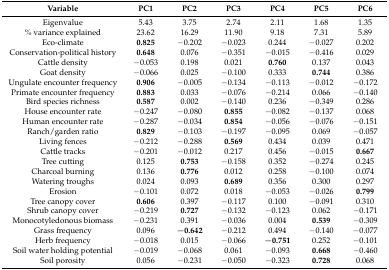 Variable PC1 PC2 PC3 PC4 PC5 PC6
Eigenvalue 5.43 3.75 2.74 2.11 1.68 1.35
% variance explained 23.62 16.29 11.90 9.18 7.31 5.89
Eco-climate 0.825 −0.202 −0.023 0.244 −0.027 0.202
Conservation-political history 0.648 0.076 −0.351 −0.015 −0.416 0.029
Cattle density −0.053 0.198 0.021 0.760 0.137 0.043
Goat density −0.066 0.025 −0.100 0.333 0.744 0.386
Ungulate encounter frequency 0.906 −0.005 −0.134 −0.113 −0.012 −0.172
Primate encounter frequency 0.883 0.033 −0.076 −0.214 0.066 −0.140
Bird species richness 0.587 0.002 −0.140 0.236 −0.349 0.286
House encounter rate −0.247 −0.080 0.855 −0.082 −0.137 0.068
Human encounter rate −0.287 −0.034 0.854 −0.056 −0.076 −0.151
Ranch/garden ratio 0.829 −0.103 −0.197 −0.095 0.069 −0.057
Living fences −0.212 −0.288 0.569 0.434 0.039 0.471
Cattle tracks −0.201 −0.012 0.217 0.456 −0.015 0.667
Tree cutting 0.125 0.753 −0.158 0.352 −0.274 0.245
Charcoal burning 0.136 0.776 0.012 0.258 −0.100 0.074
Watering troughs 0.024 0.093 0.689 0.356 0.300 0.297
Erosion −0.101 0.072 0.018 −0.053 −0.026 0.799
Tree canopy cover 0.606 0.397 −0.117 0.100 −0.091 0.310
Shrub canopy cover −0.219 0.727 −0.132 −0.123 0.062 −0.171
Monocotyledonous biomass −0.231 0.391 −0.036 0.004 0.539 −0.309
Grass frequency 0.096 −0.642 −0.212 0.494 −0.140 −0.077
Herb frequency −0.018 0.015 −0.066 −0.751 0.252 −0.101
Soil water holding potential −0.019 −0.068 0.061 −0.093 0.668 −0.460
Soil porosity 0.056 −0.231 −0.050 −0.323 0.728 0.068